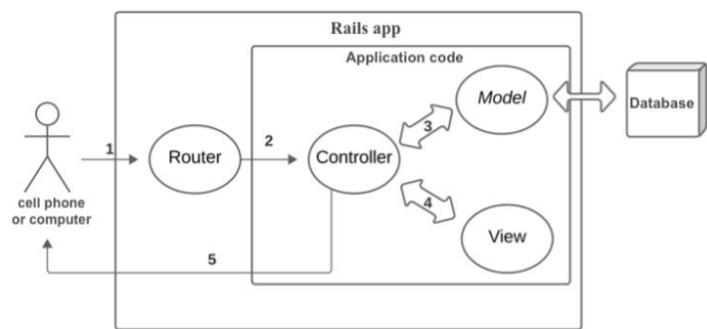 Rails app
Application code
Model
Database
1
2
3
Router
Controller
cell phone
or computer
4
View
5